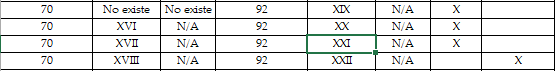 70 No existe No existe 92 XIX N/A X
70 XVI N/A 92 XX N/A X
70 XVII N/A 92 XXI N/A X
70 XVIII N/A 92 XXII N/A X